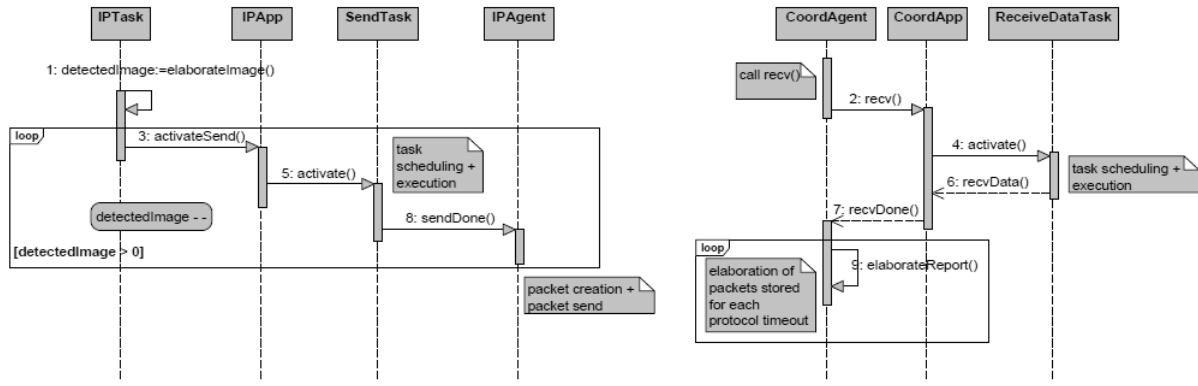 IPTask
IPApp
SendTask
IPAgent
1: detectedImage:=elaborateImage()
loop
3: activateSend()
task
scheduling +
execution
5: activate()
detectedImage - -
8: sendDone()
[detectedImage > 0]
packet creation +
packet send
CoordAgent
CoordApp
ReceiveDataTask
call recv()
2: recv()
4: activate()
task scheduling +
execution
6: recvData()
7: recvDone()
loop
9: elaborateReport()
elaboration of
packets stored
for each
protocol timeout